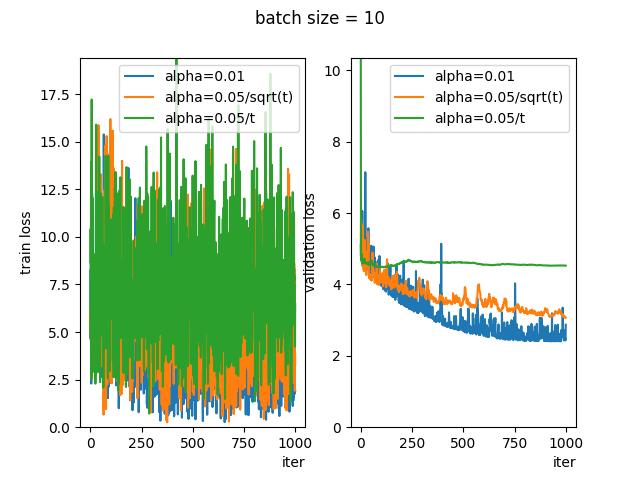 batch size = 10
train loss
17.5
15.0
12.5
10.0
7.5
5.0
2.5
0.0
0
250
500
750
1000
iter
alpha=0.01
alpha=0.05/sqrt(t)
alpha=0.05/t
validation loss
10
8
6
4
2
0
0
250
500
750
1000
iter
alpha=0.01
alpha=0.05/sqrt(t)
alpha=0.05/t